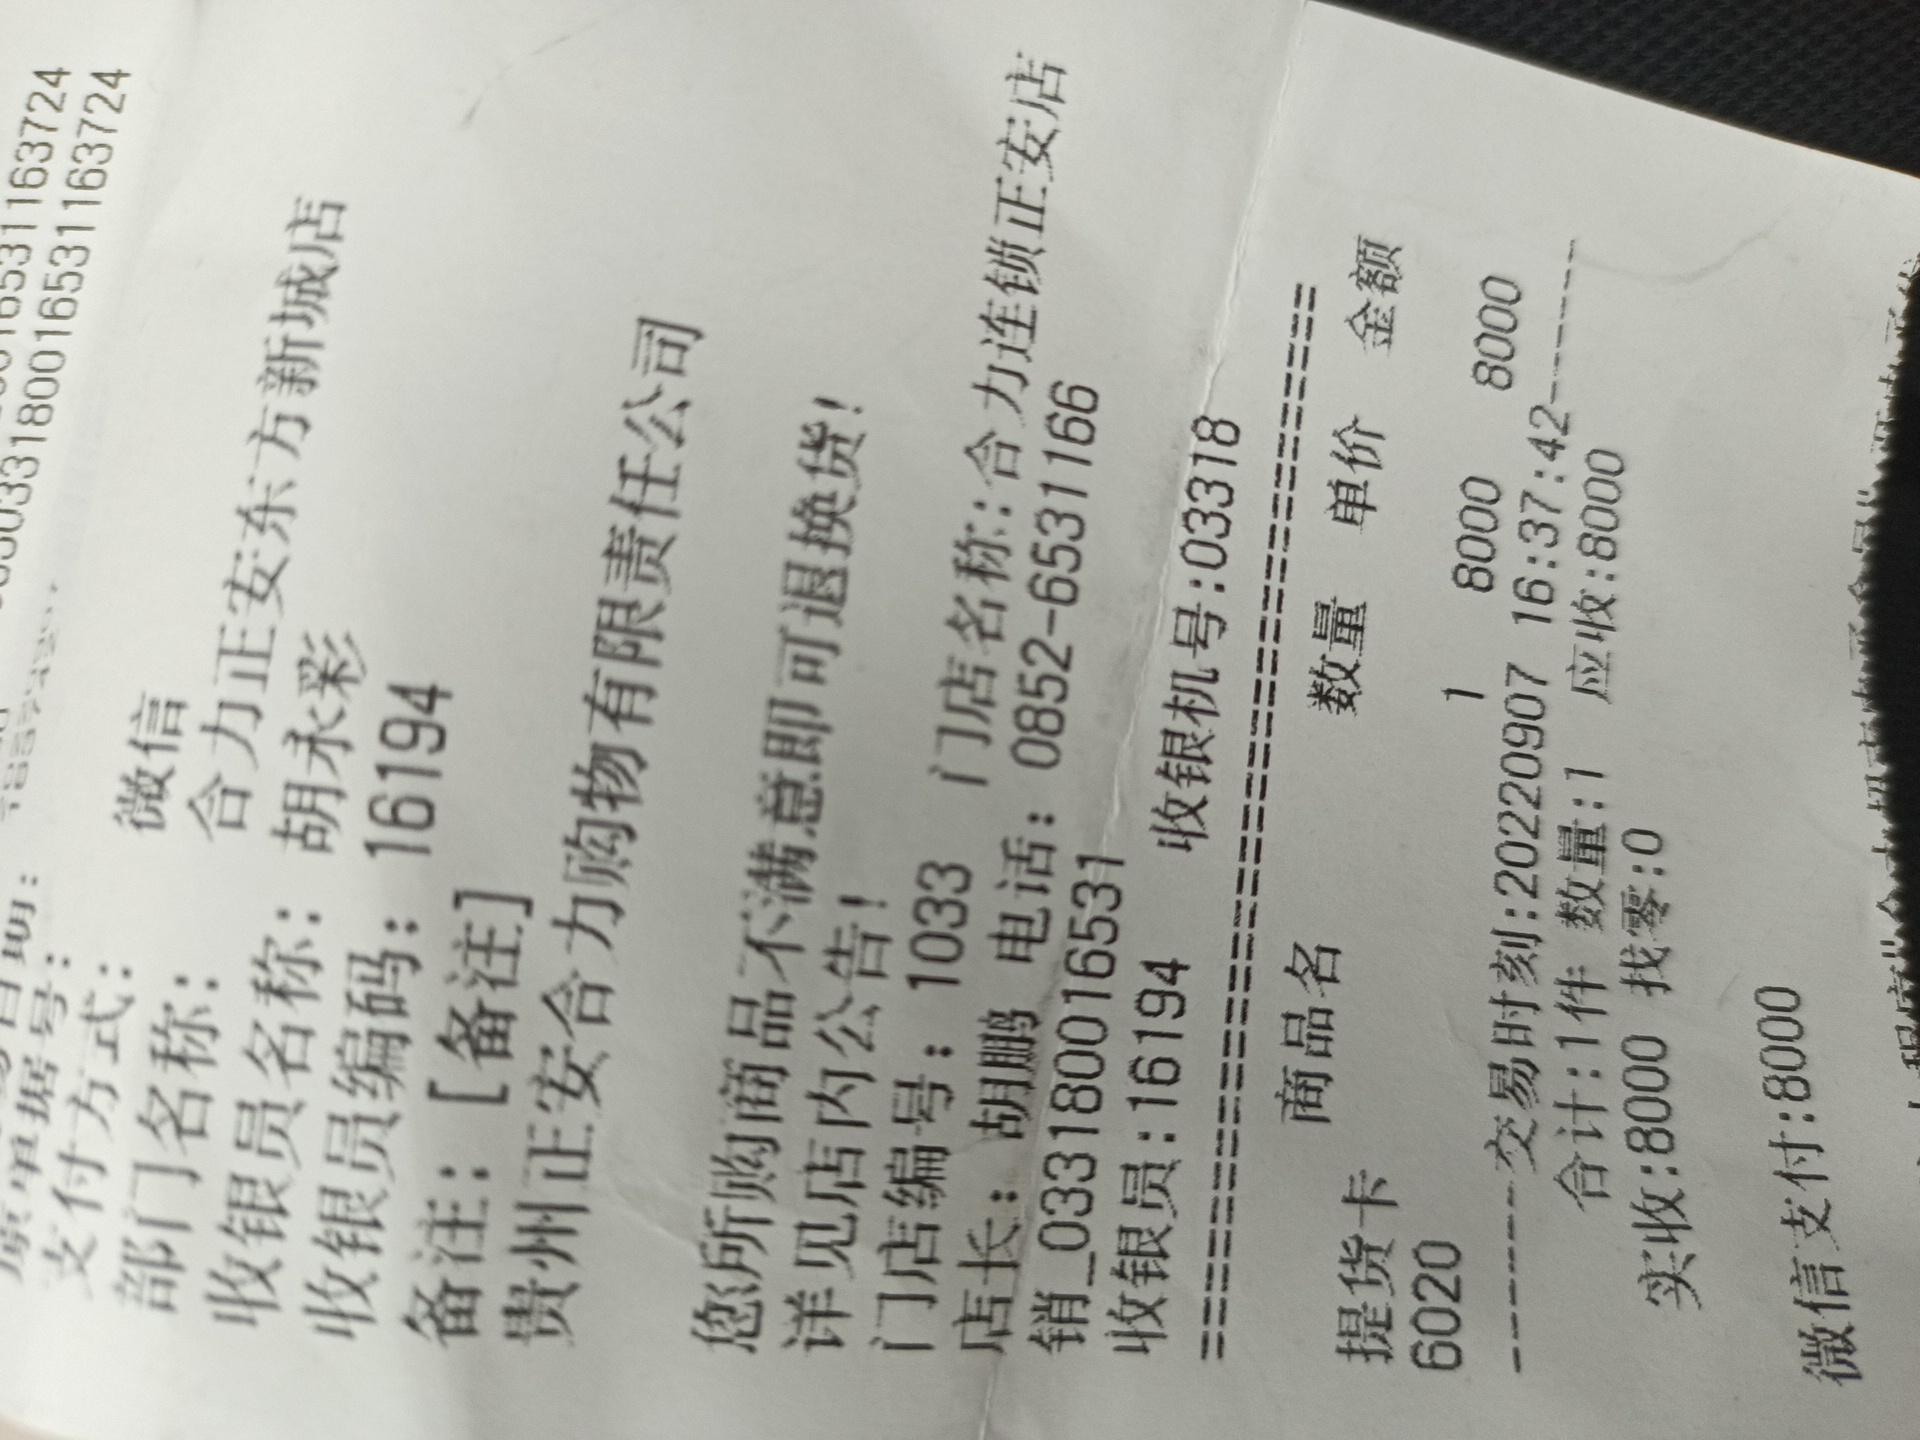 1653116372​4
033180016531163724
支付方式： 微信
部门名称： 合力正安东方新城店
收银员名称： 胡永彩
收银员编码： 16194
备注：[备注]
贵州正安合力购物有限责任公司
您所购商品不满意即可退换货！
详见店内公告！
门店编号： 1033 门店名称：合力连锁正安店
店长：胡鹏 电话： 0852-6531166
销_033180016531
收银员：16194 收银机号：03318
商品名 数量 单价 金额
提货卡
6020 1 8000 8000
-------交易时刻:20220907 16:37:42------
合计:1件 数量:1 应收:8000
实收:8000 找零:0
微信支付:8000